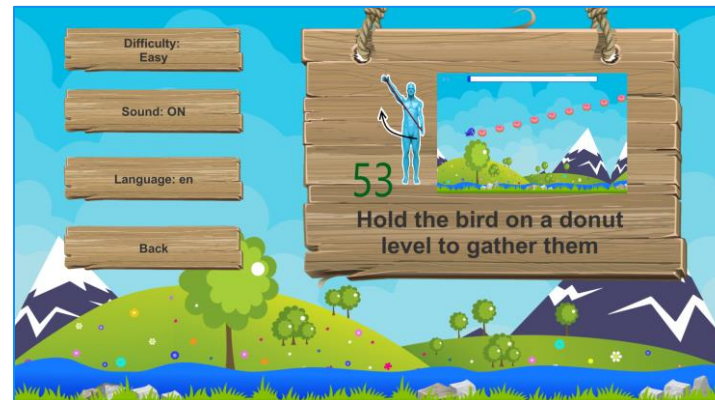 Difficulty:
Easy
Sound: ON
Language: en
Back
53
Hold the bird on a donut
level to gather them